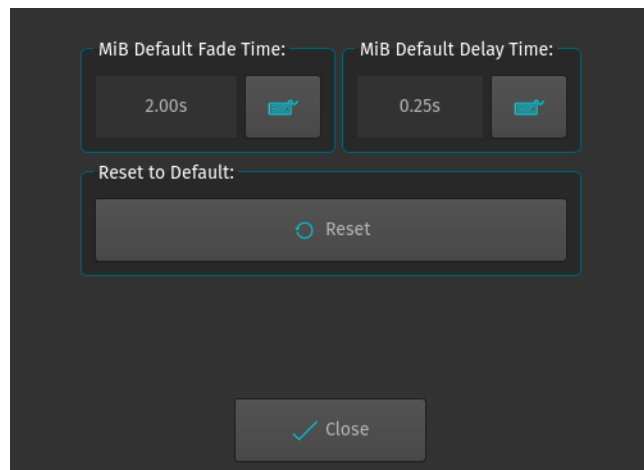 MiB Default Fade Time:
MiB Default Delay Time:
2.00s
0.25s
Reset to Default:
Reset
Close